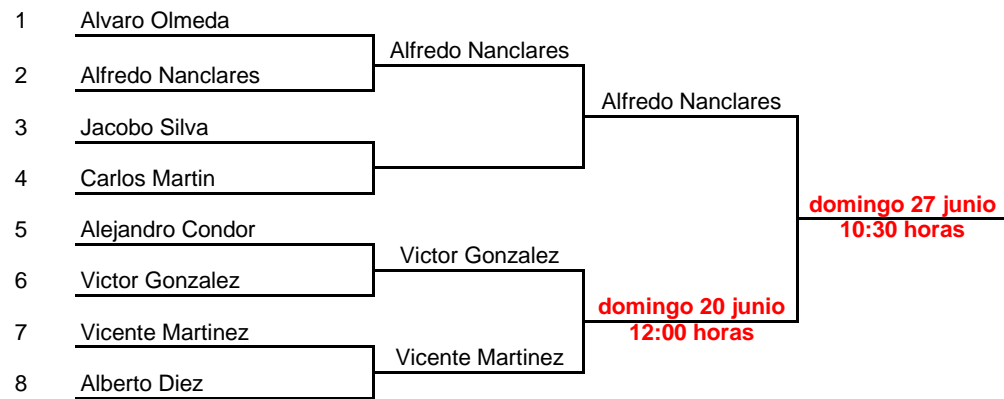 1 Alvaro Olmeda
Alfredo Nanclares
2 Alfredo Nanclares
Alfredo Nanclares
3 Jacobo Silva
4 Carlos Martin
domingo 27 junio
5 Alejandro Condor
10:30 horas
Victor Gonzalez
6 Victor Gonzalez
domingo 20 junio
7 Vicente Martinez
12:00 horas
Vicente Martinez
8 Alberto Diez